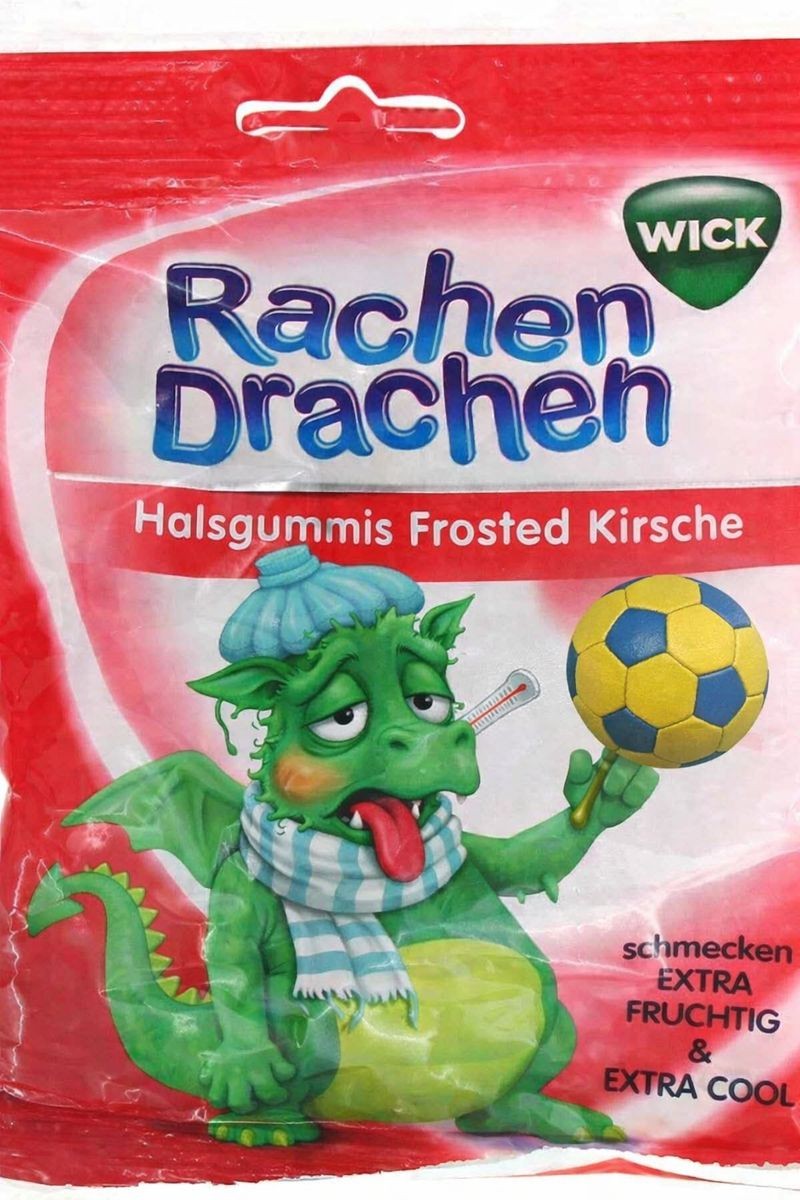 WICK
Rachen
Drachen
Halsgummis Frosted Kirsche
schmecken
EXTRA
FRUCHTIG
&
EXTRA COOL